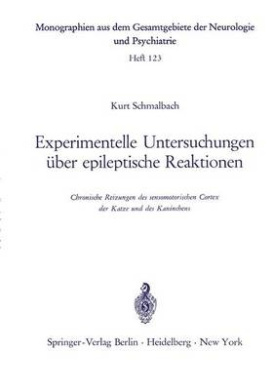 Monographien aus dem Gesamtgebiete der Neurologie
und Psychiatrie
Heft 123
Kurt Schmalbach
Experimentelle Untersuchungen
über epileptische Reaktionen
Chronische Reizungen des sensomotorischen Cortex
der Katze und des Kaninchens
Springer-Verlag Berlin · Heidelberg · New York